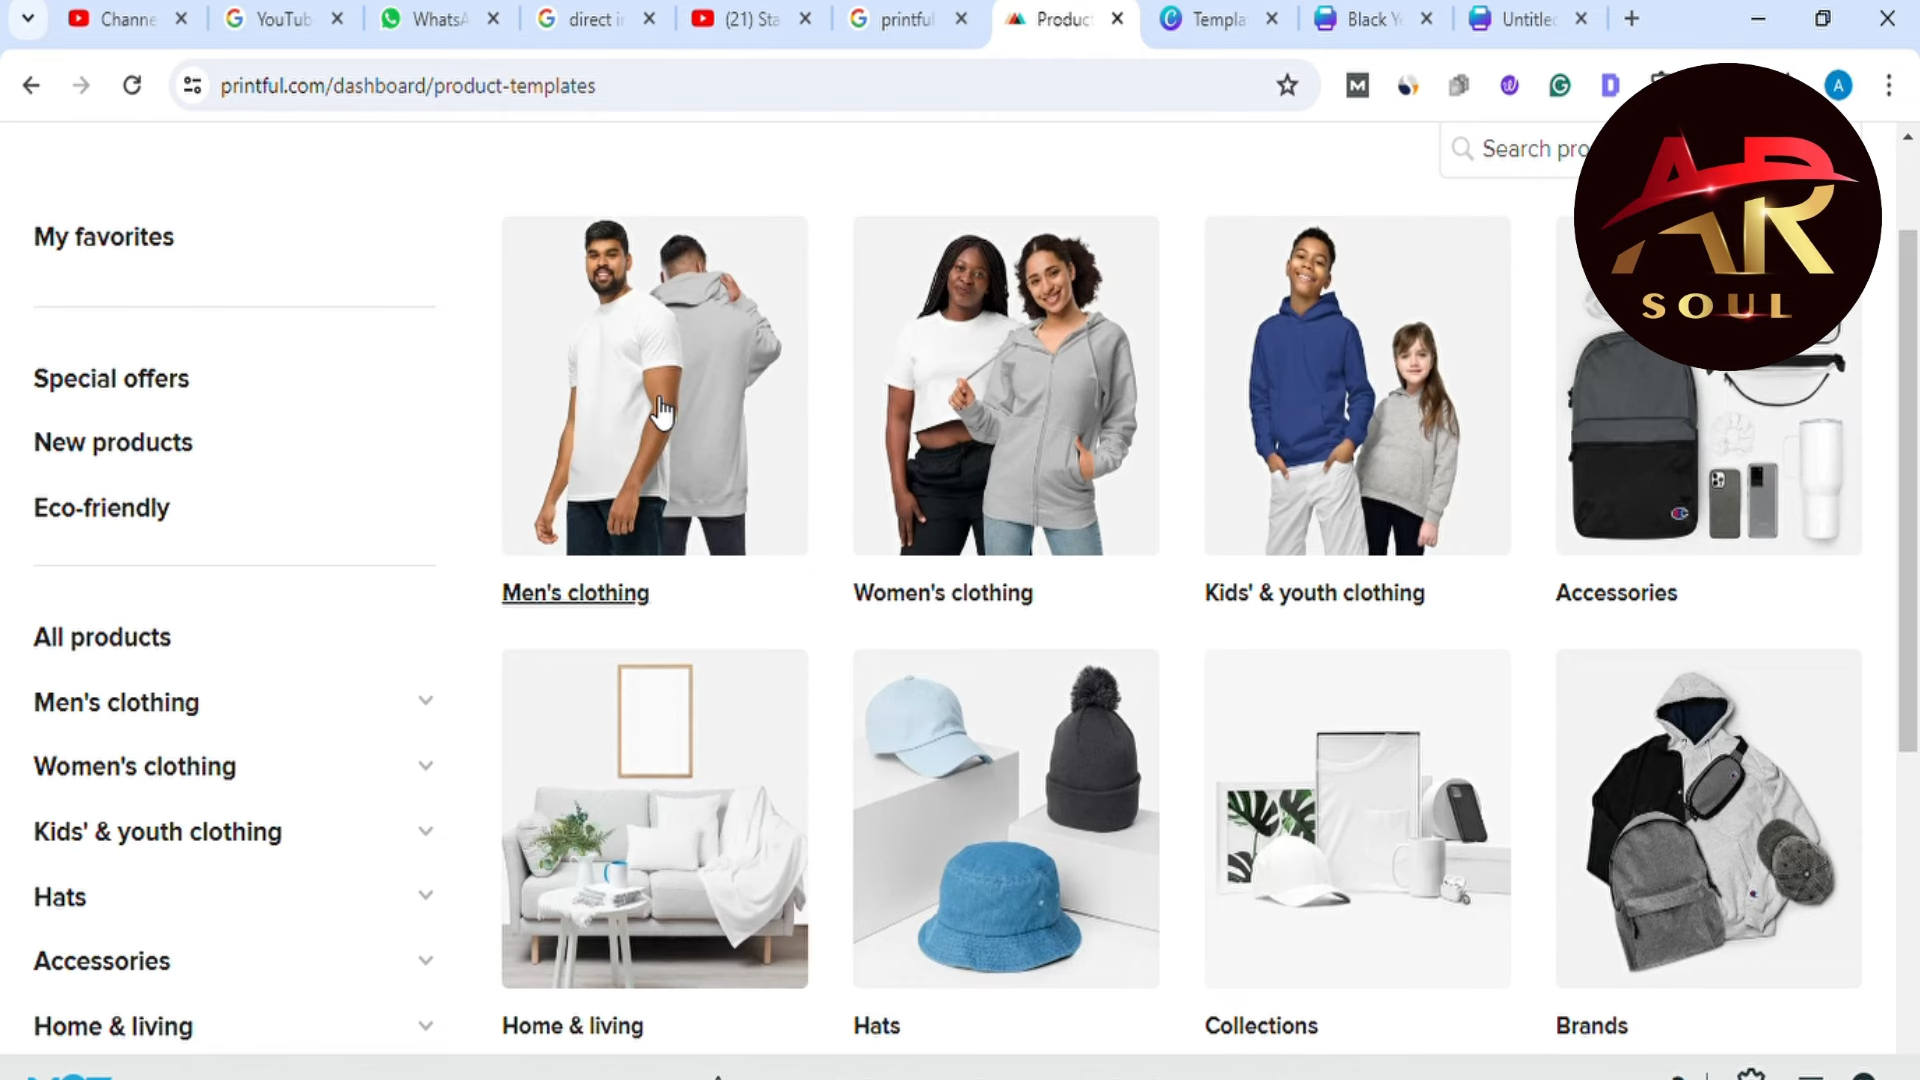 Channe
YouTub
WhatsA
direct i
(21) Sta
printful
Product
Templa
Black Y
Untitled
printful.com/dashboard/product-templates
M
A
Search pro
AR
SOUL
My favorites
Special offers
New products
Eco-friendly
All products
Men's clothing
Women's clothing
Kids' & youth clothing
Hats
Accessories
Home & living
Men's clothing
Women's clothing
Kids' & youth clothing
Accessories
Home & living
Hats
Collections
Brands